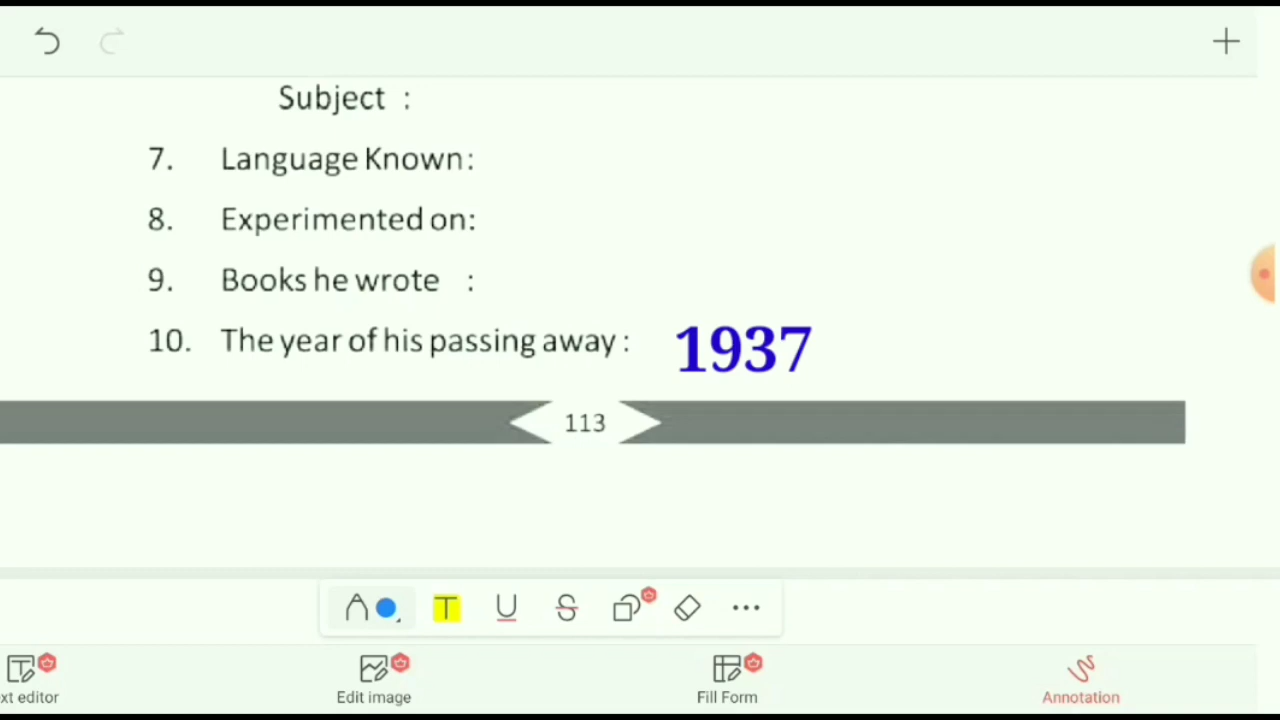 Subject :
7. Language Known:
8. Experimented on:
9. Books he wrote :
10. The year of his passing away : 1937
113
T U S
xt editor Edit image Fill Form Annotation